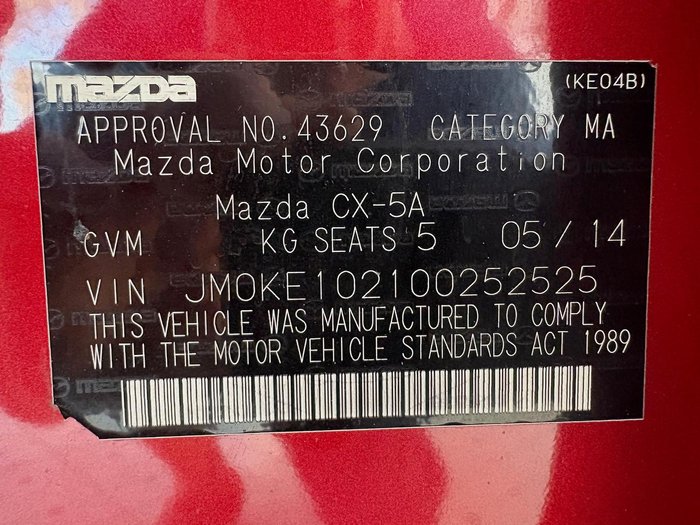 mazda (KE04B)
APPROVAL NO. 43629 CATEGORY MA
Mazda Motor Corporation
Mazda CX-5A
GVM KG SEATS 5 05 / 14
VIN JM0KE102100252525
THIS VEHICLE WAS MANUFACTURED TO COMPLY
WITH THE MOTOR VEHICLE STANDARDS ACT 1989